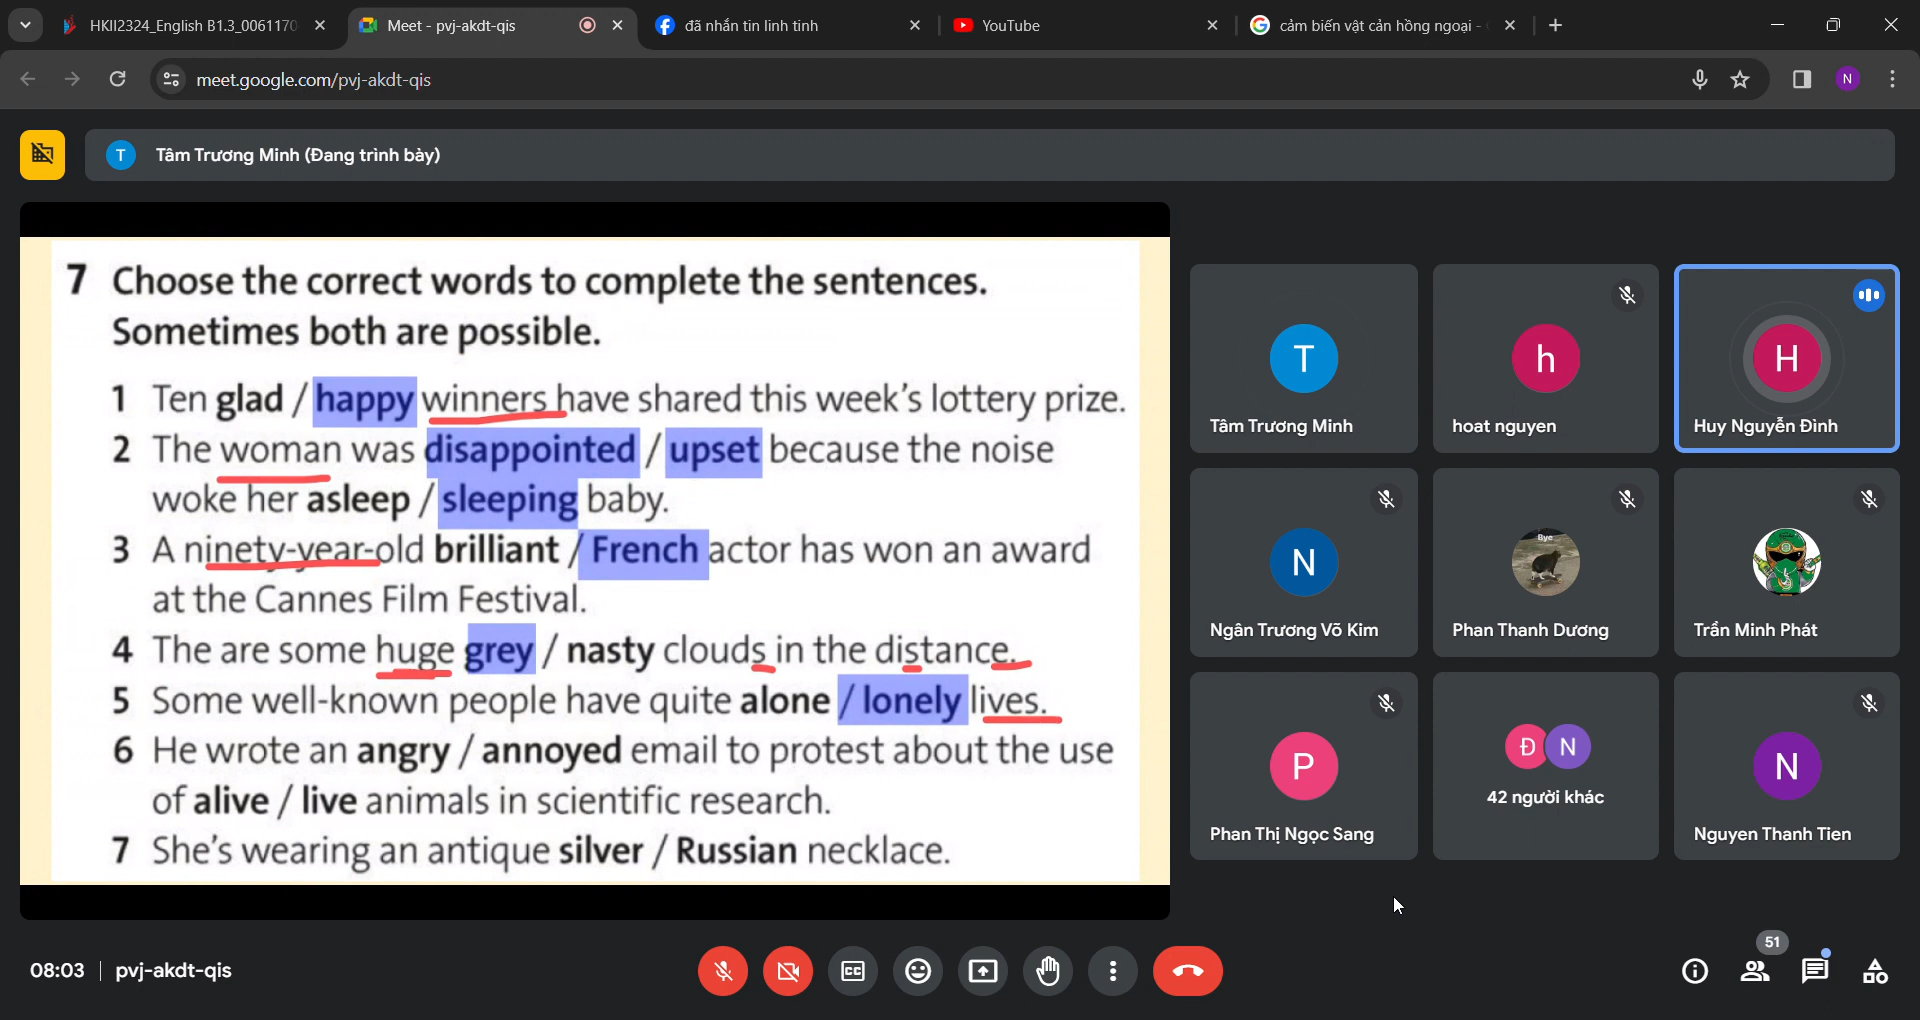 HKII2324_English B1.3_0061170
Meet - pvj-akdt-qis
đã nhắn tin linh tinh
YouTube
cảm biến vật cản hồng ngoại -
meet.google.com/pvj-akdt-qis
N
T
Tâm Trương Minh (Đang trình bày)
7 Choose the correct words to complete the sentences.
Sometimes both are possible.
1 Ten glad / happy winners have shared this week's lottery prize.
2 The woman was disappointed / upset because the noise
woke her asleep / sleeping baby.
3 A ninety-year-old brilliant / French actor has won an award
at the Cannes Film Festival.
4 The are some huge grey / nasty clouds in the distance.
5 Some well-known people have quite alone / lonely lives.
6 He wrote an angry / annoyed email to protest about the use
of alive / live animals in scientific research.
7 She's wearing an antique silver / Russian necklace.
T
Tâm Trương Minh
h
hoat nguyen
H
Huy Nguyễn Đình
N
Ngân Trương Võ Kim
Bye
Phan Thanh Dương
Trần Minh Phát
P
Phan Thị Ngọc Sang
Đ N
42 người khác
N
Nguyen Thanh Tien
08:03 | pvj-akdt-qis
51